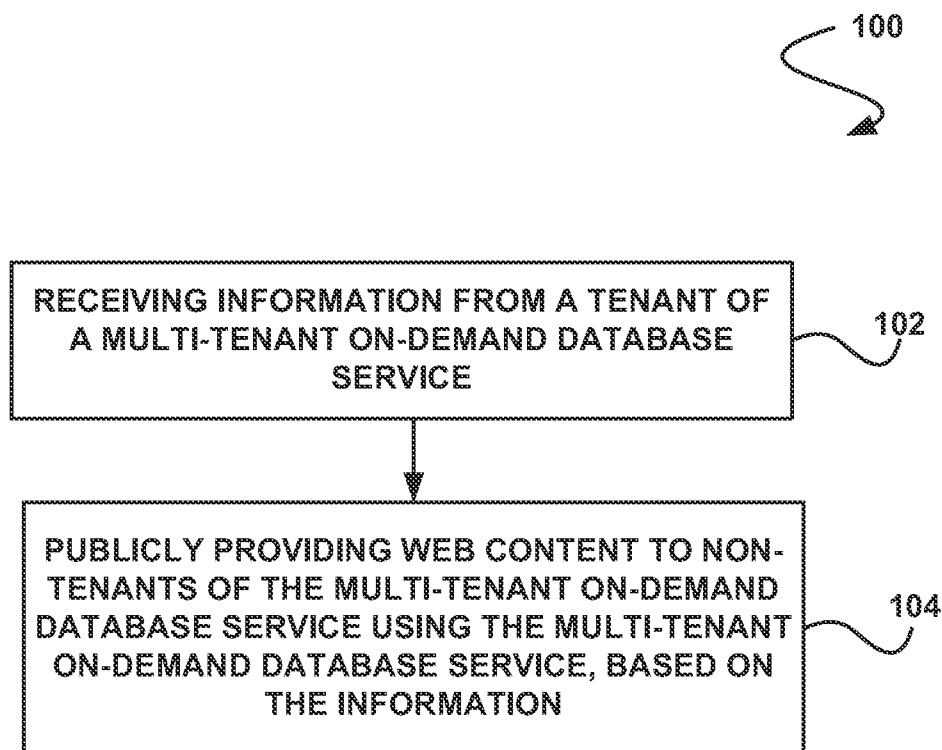 100
RECEIVING INFORMATION FROM A TENANT OF
A MULTI-TENANT ON-DEMAND DATABASE
SERVICE
102
PUBLICLY PROVIDING WEB CONTENT TO NON-
TENANTS OF THE MULTI-TENANT ON-DEMAND
DATABASE SERVICE USING THE MULTI-TENANT
ON-DEMAND DATABASE SERVICE, BASED ON
THE INFORMATION
104